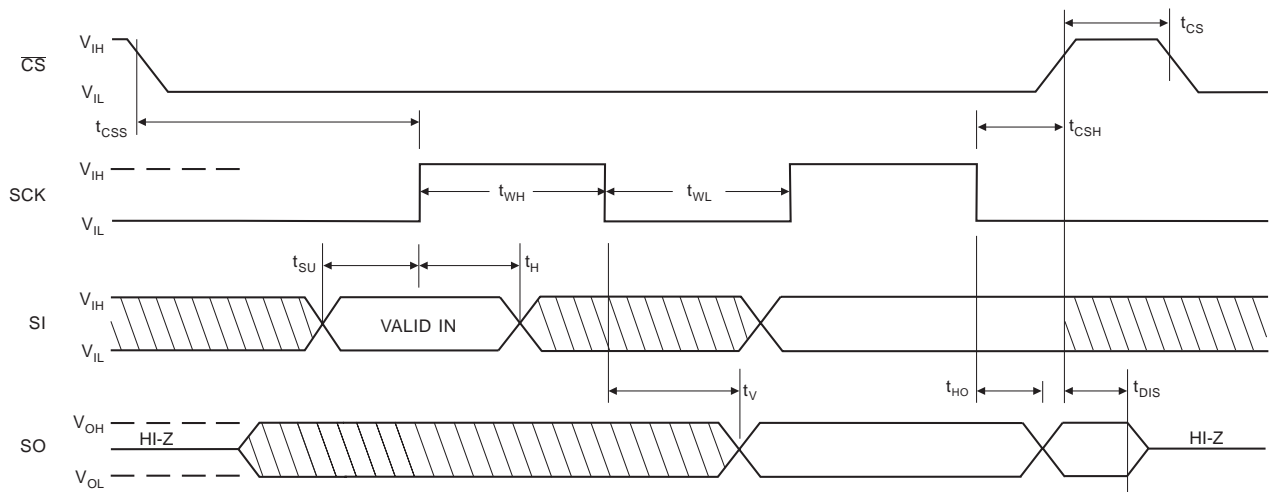 t_CS
V_IH
C̅S̅
V_IL
t_CSS
t_CSH
V_IH
SCK
t_WH
t_WL
V_IL
t_SU
t_H
V_IH
SI
VALID IN
V_IL
t_V
t_HO
t_DIS
V_OH
SO
HI-Z
HI-Z
V_OL